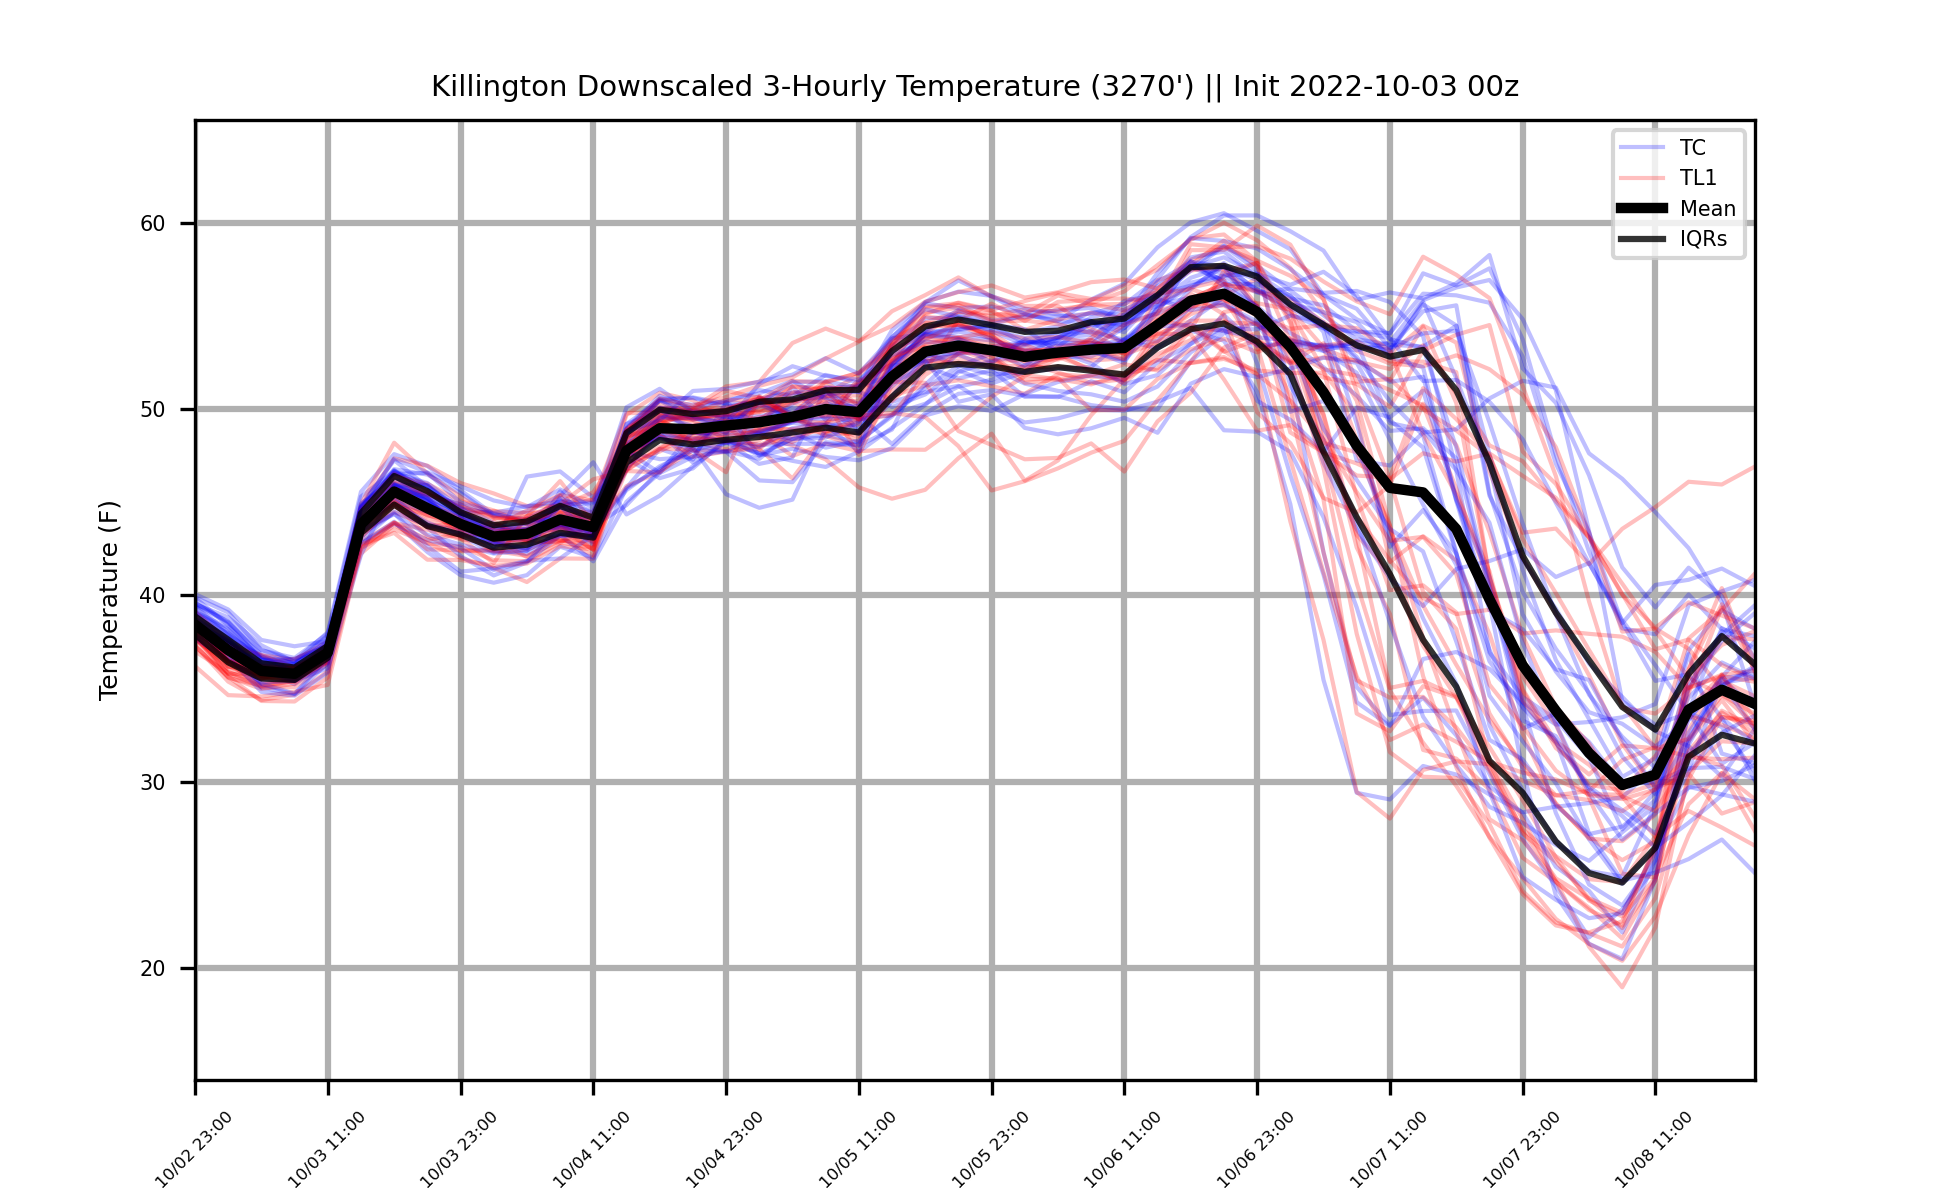 Killington Downscaled 3-Hourly Temperature (3270') || Init 2022-10-03 00z
TC
TL1
Mean
IQRs
Temperature (F)
60
50
40
30
20
10/02 23:00
10/03 11:00
10/03 23:00
10/04 11:00
10/04 23:00
10/05 11:00
10/05 23:00
10/06 11:00
10/06 23:00
10/07 11:00
10/07 23:00
10/08 11:00